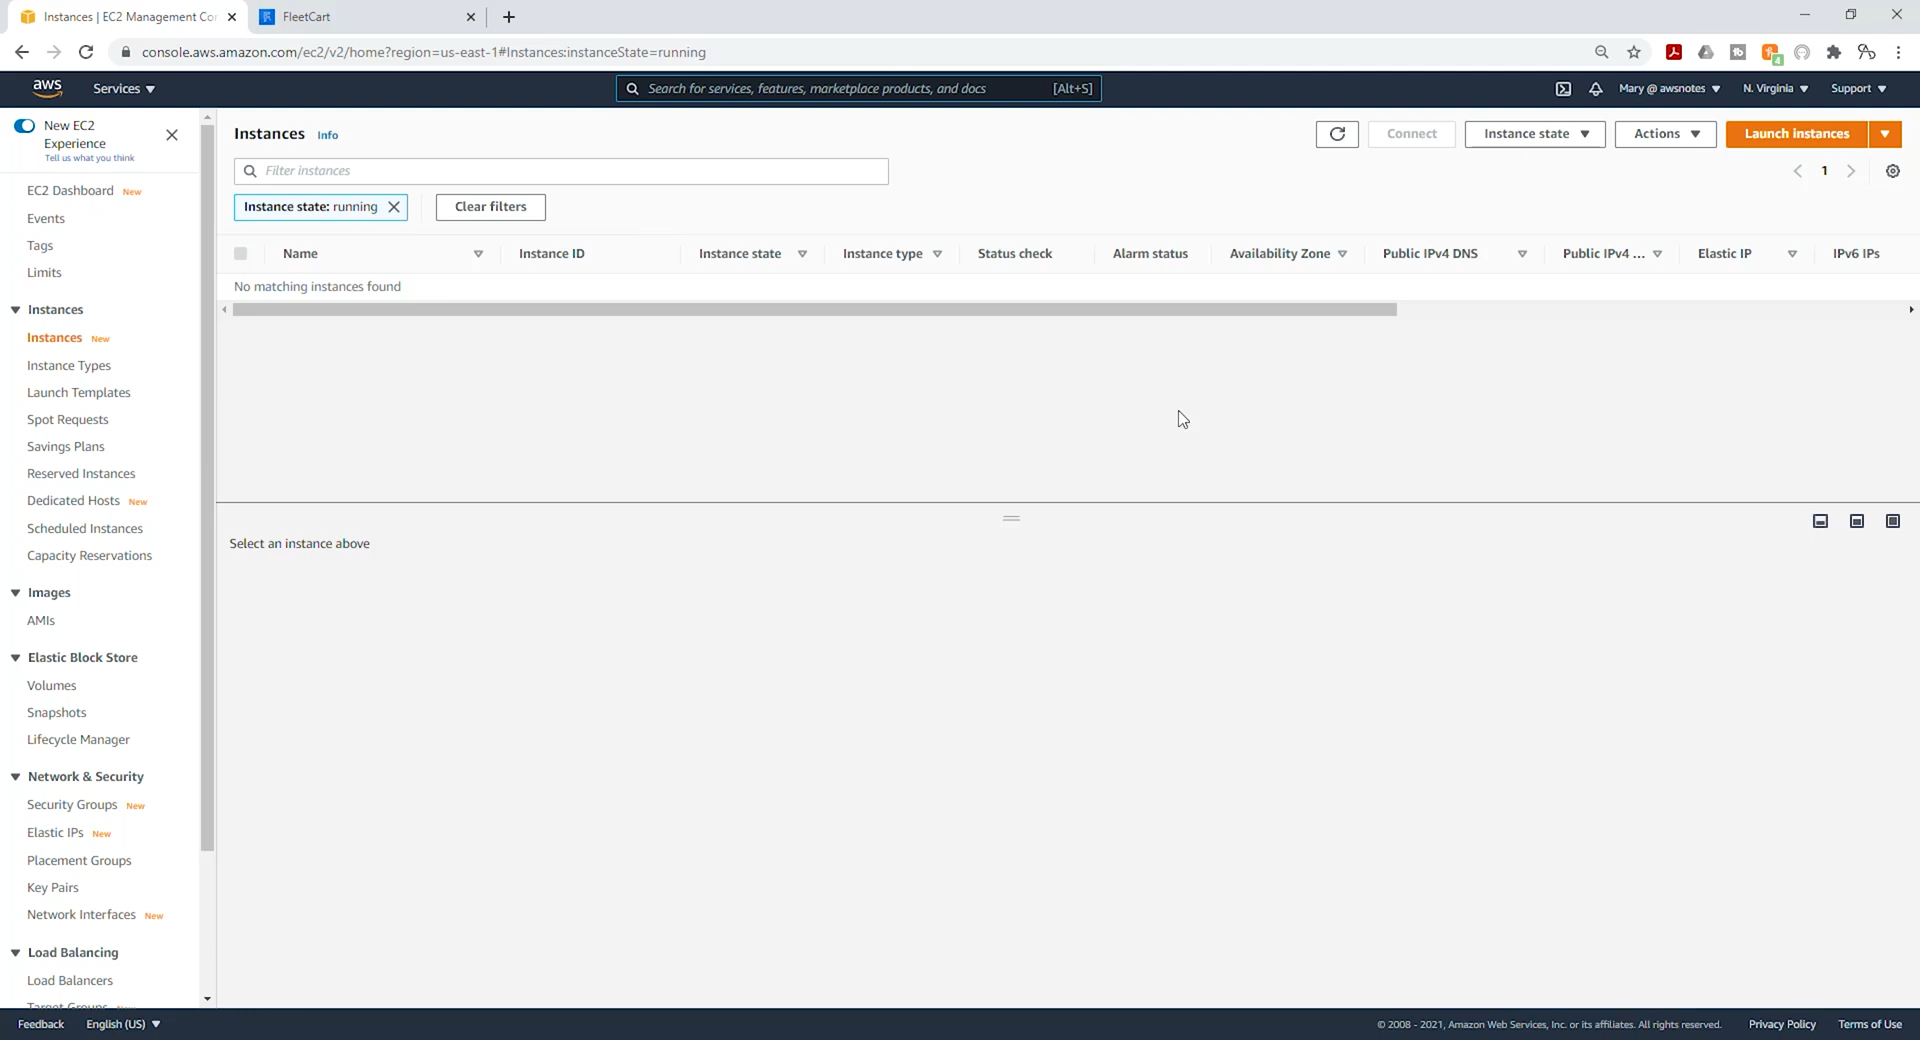 Instances | EC2 Management Co
FleetCart
console.aws.amazon.com/ec2/v2/home?region=us-east-1#Instances:instanceState=running
aws
Services
Search for services, features, marketplace products, and docs
[Alt+S]
Mary @ awsnotes
N. Virginia
Support
New EC2
Experience
Tell us what you think
EC2 Dashboard New
Events
Tags
Limits
Instances
Instances New
Instance Types
Launch Templates
Spot Requests
Savings Plans
Reserved Instances
Dedicated Hosts New
Scheduled Instances
Capacity Reservations
Images
AMIs
Elastic Block Store
Volumes
Snapshots
Lifecycle Manager
Network & Security
Security Groups New
Elastic IPs New
Placement Groups
Key Pairs
Network Interfaces New
Load Balancing
Load Balancers
Target Groups
Instances Info
Connect
Instance state
Actions
Launch instances
Filter instances
1
Instance state: running
Clear filters
Name
Instance ID
Instance state
Instance type
Status check
Alarm status
Availability Zone
Public IPv4 DNS
Public IPv4 ...
Elastic IP
IPv6 IPs
No matching instances found
Select an instance above
Feedback
English (US)
© 2008 - 2021, Amazon Web Services, Inc. or its affiliates. All rights reserved.
Privacy Policy
Terms of Use